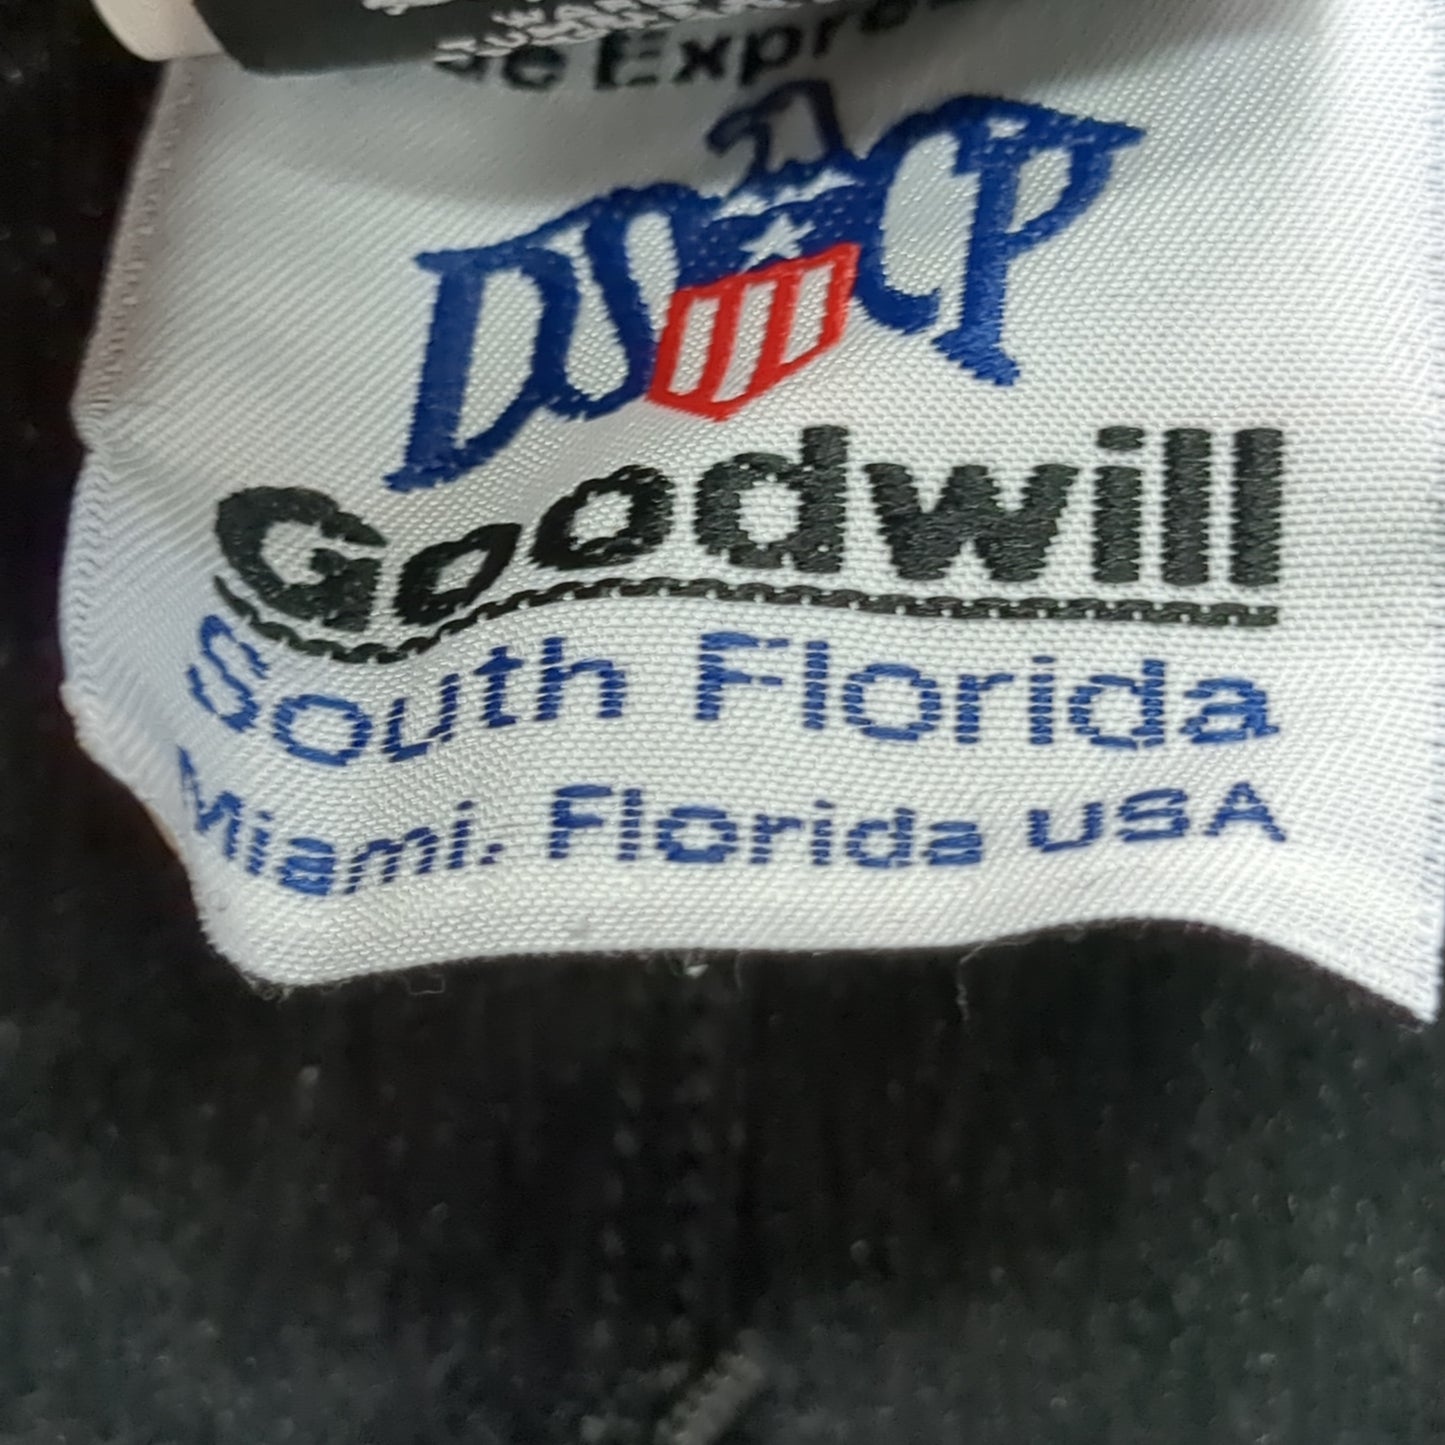 DSCP
Goodwill
South Florida
Miami. Florida USA